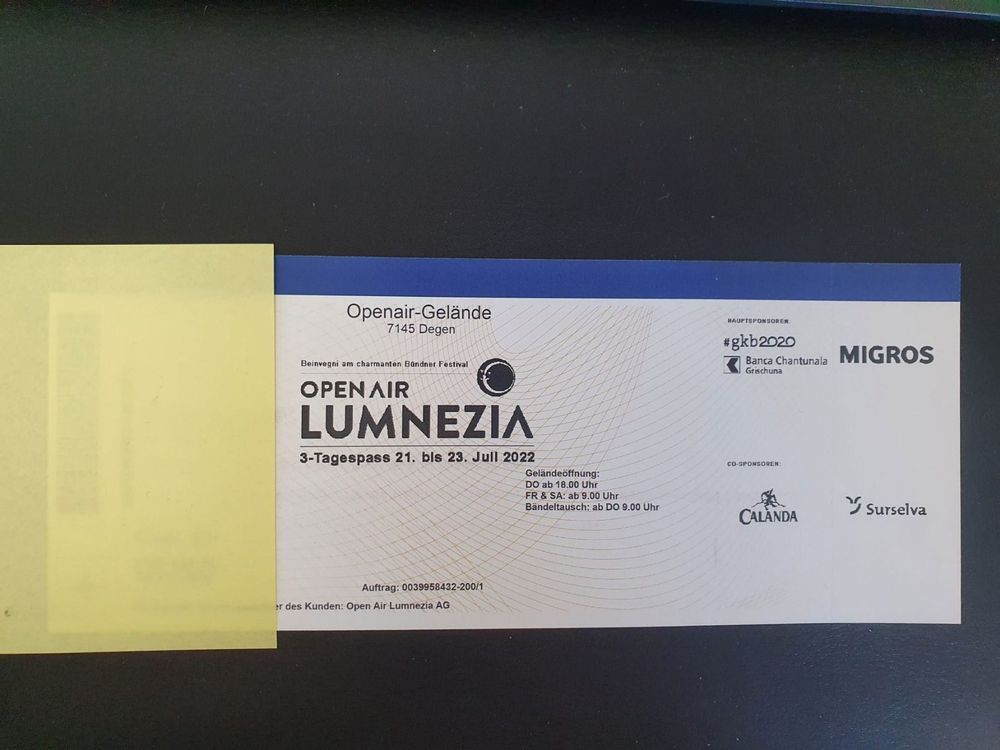 Openair-Gelände
7145 Degen
Beinvegni am charmanten Bündner Festival
OPEN AIR
LUMNEZIA
3-Tagespass 21. bis 23. Juli 2022
Geländeöffnung:
DO ab 18.00 Uhr
FR & SA: ab 9.00 Uhr
Bändeltausch: ab DO 9.00 Uhr
Auftrag: 0039958432-200/1
er des Kunden: Open Air Lumnezia AG
HAUPTSPONSOREN:
#gkb2020
Banca Chantunala
Grischuna
MIGROS
CO-SPONSOREN:
CALANDA
Surselva